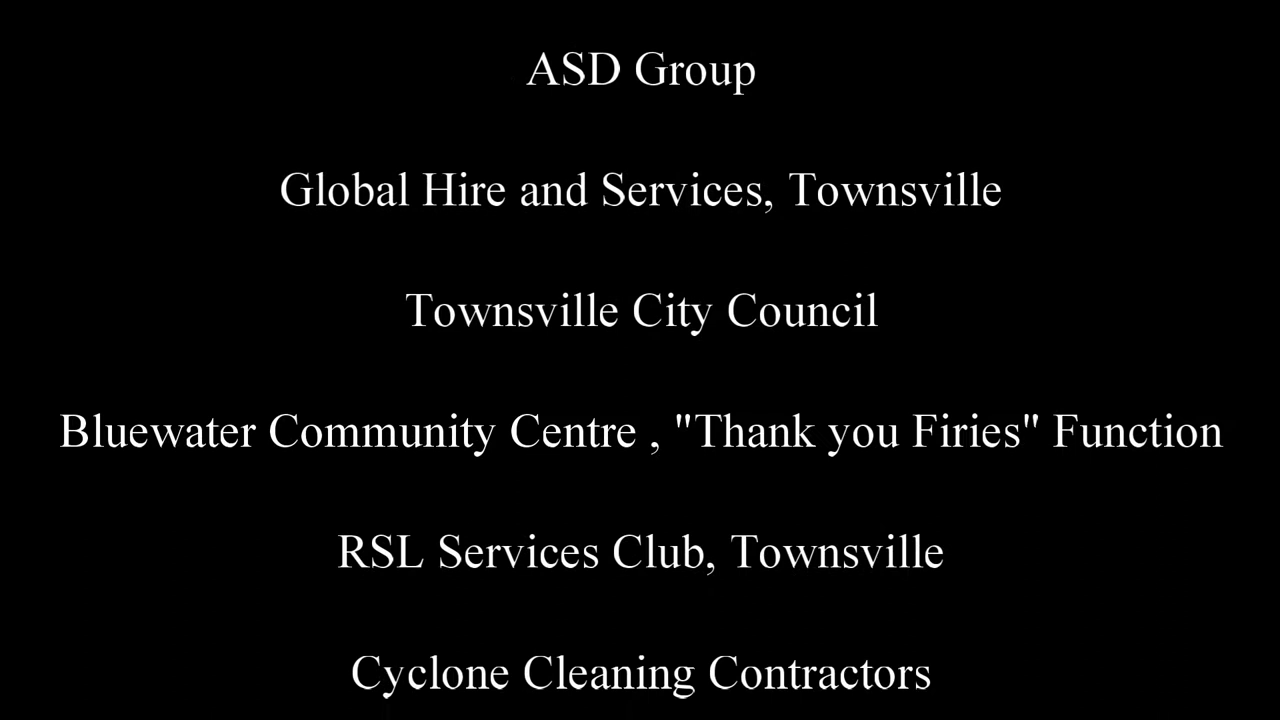 ASD Group
Global Hire and Services, Townsville
Townsville City Council
Bluewater Community Centre , "Thank you Firies" Function
RSL Services Club, Townsville
Cyclone Cleaning Contractors